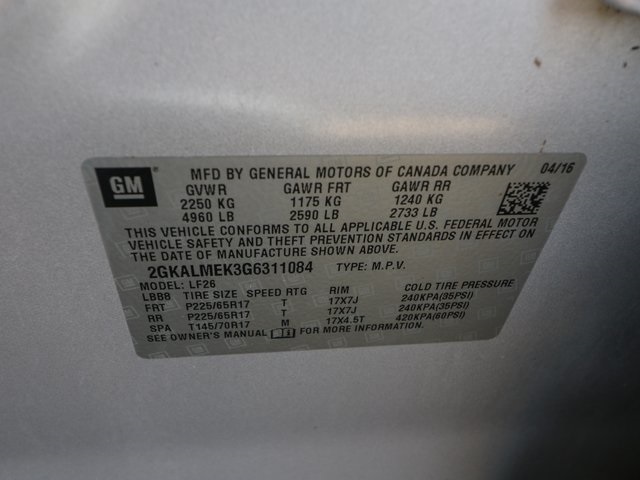 GM
MFD BY GENERAL MOTORS OF CANADA COMPANY 04/16
GVWR GAWR FRT GAWR RR
2250 KG 1175 KG 1240 KG
4960 LB 2590 LB 2733 LB
THIS VEHICLE CONFORMS TO ALL APPLICABLE U.S. FEDERAL MOTOR
VEHICLE SAFETY AND THEFT PREVENTION STANDARDS IN EFFECT ON
THE DATE OF MANUFACTURE SHOWN ABOVE.
2GKALMEK3G6311084 TYPE: M.P.V.
MODEL: LF26
LBBB TIRE SIZE SPEED RTG RIM COLD TIRE PRESSURE
FRT P225/65R17 T 17X7J 240KPA(35PSI)
RR P225/65R17 T 17X7J 240KPA(35PSI)
SPA T145/70R17 M 17X4.5T 420KPA(60PSI)
SEE OWNER'S MANUAL FOR MORE INFORMATION.